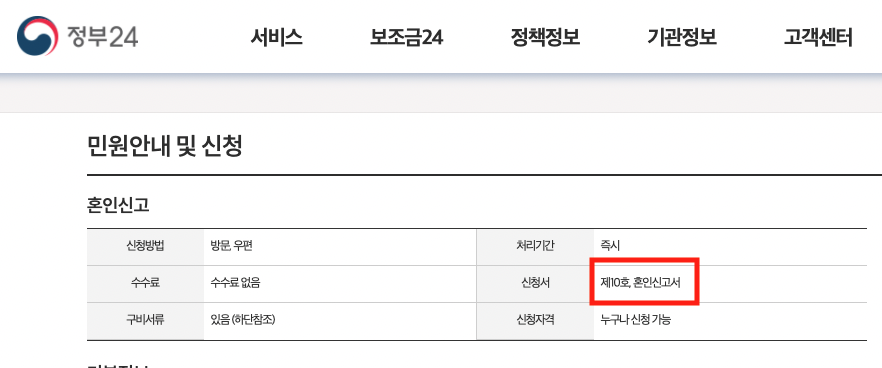 정부24 서비스 보조금24 정책정보 기관정보 고객센터
민원안내 및 신청
혼인신고
신청방법 방문, 우편 처리기간 즉시
수수료 수수료 없음 신청서 제10호, 혼인신고서
구비서류 있음 (하단참조) 신청자격 누구나 신청 가능